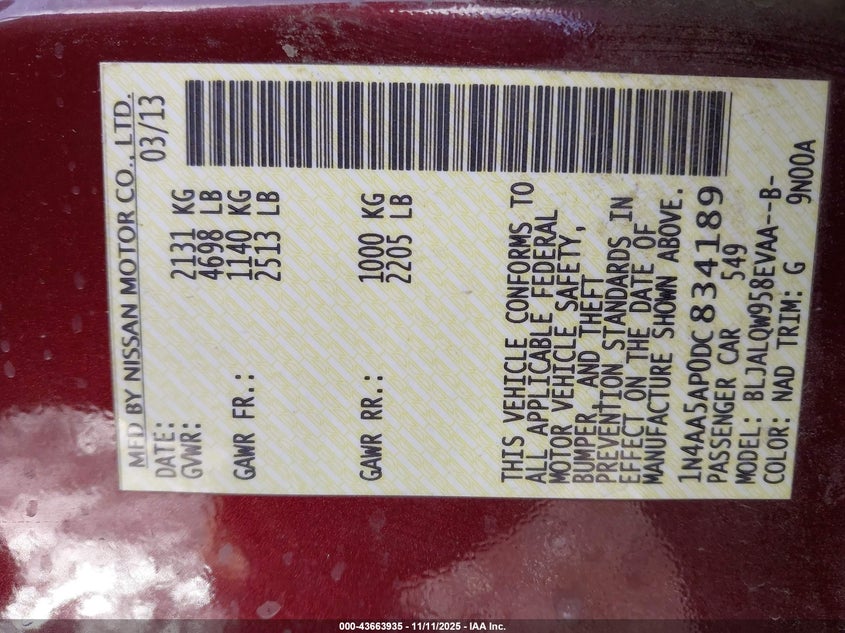 MFD BY NISSAN MOTOR CO., LTD.
DATE: 03/13
GVWR: 2131 KG
4698 LB
GAWR FR.: 1140 KG
2513 LB
GAWR RR.: 1000 KG
2205 LB
THIS VEHICLE CONFORMS TO
ALL APPLICABLE FEDERAL
MOTOR VEHICLE SAFETY,
BUMPER, AND THEFT
PREVENTION STANDARDS IN
EFFECT ON THE DATE OF
MANUFACTURE SHOWN ABOVE.
1N4AA5AP0DC834189
PASSENGER CAR 549
MODEL: BLJALQW958EVAA--B-
COLOR: NAD TRIM: G 9N00A
000-43663935 - 11/11/2025 - IAA Inc.